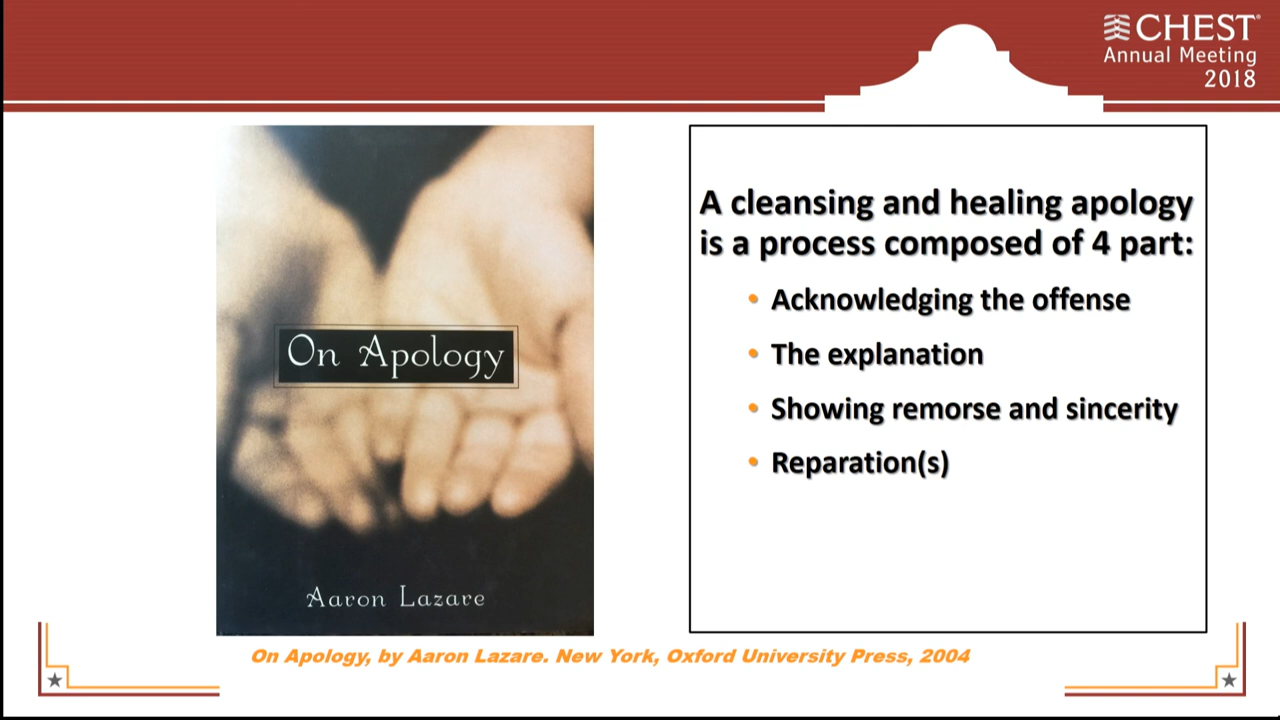 CHEST®
Annual Meeting
2018
On Apology
Aaron Lazare
A cleansing and healing apology
is a process composed of 4 part:
• Acknowledging the offense
• The explanation
• Showing remorse and sincerity
• Reparation(s)
On Apology, by Aaron Lazare. New York, Oxford University Press, 2004